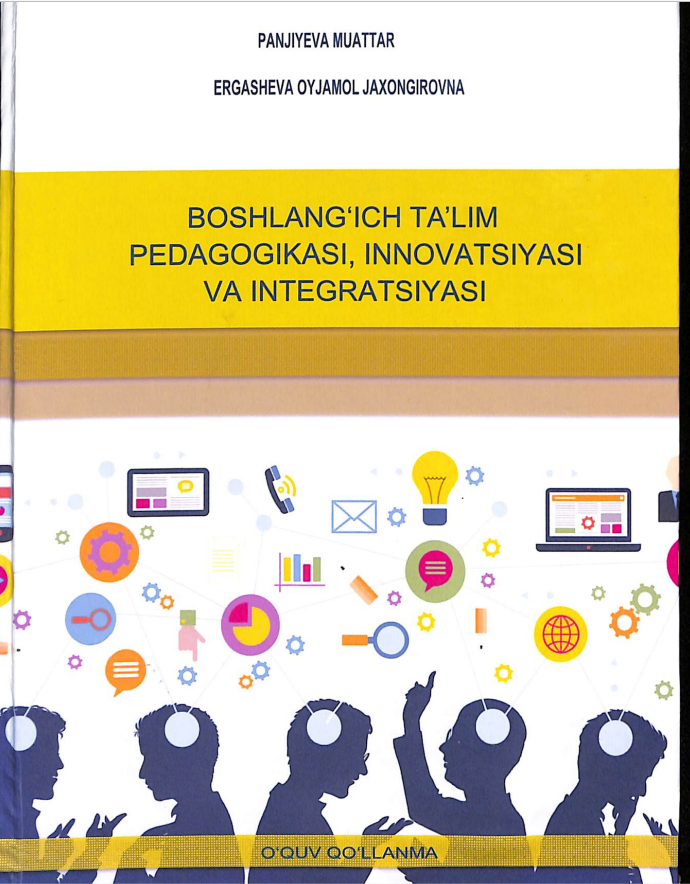 PANJIYEVA MUATTAR
ERGASHEVA OYJAMOL JAXONGIROVNA
BOSHLANG‘ICH TA’LIM
PEDAGOGIKASI, INNOVATSIYASI
VA INTEGRATSIYASI
O‘QUV QO‘LLANMA